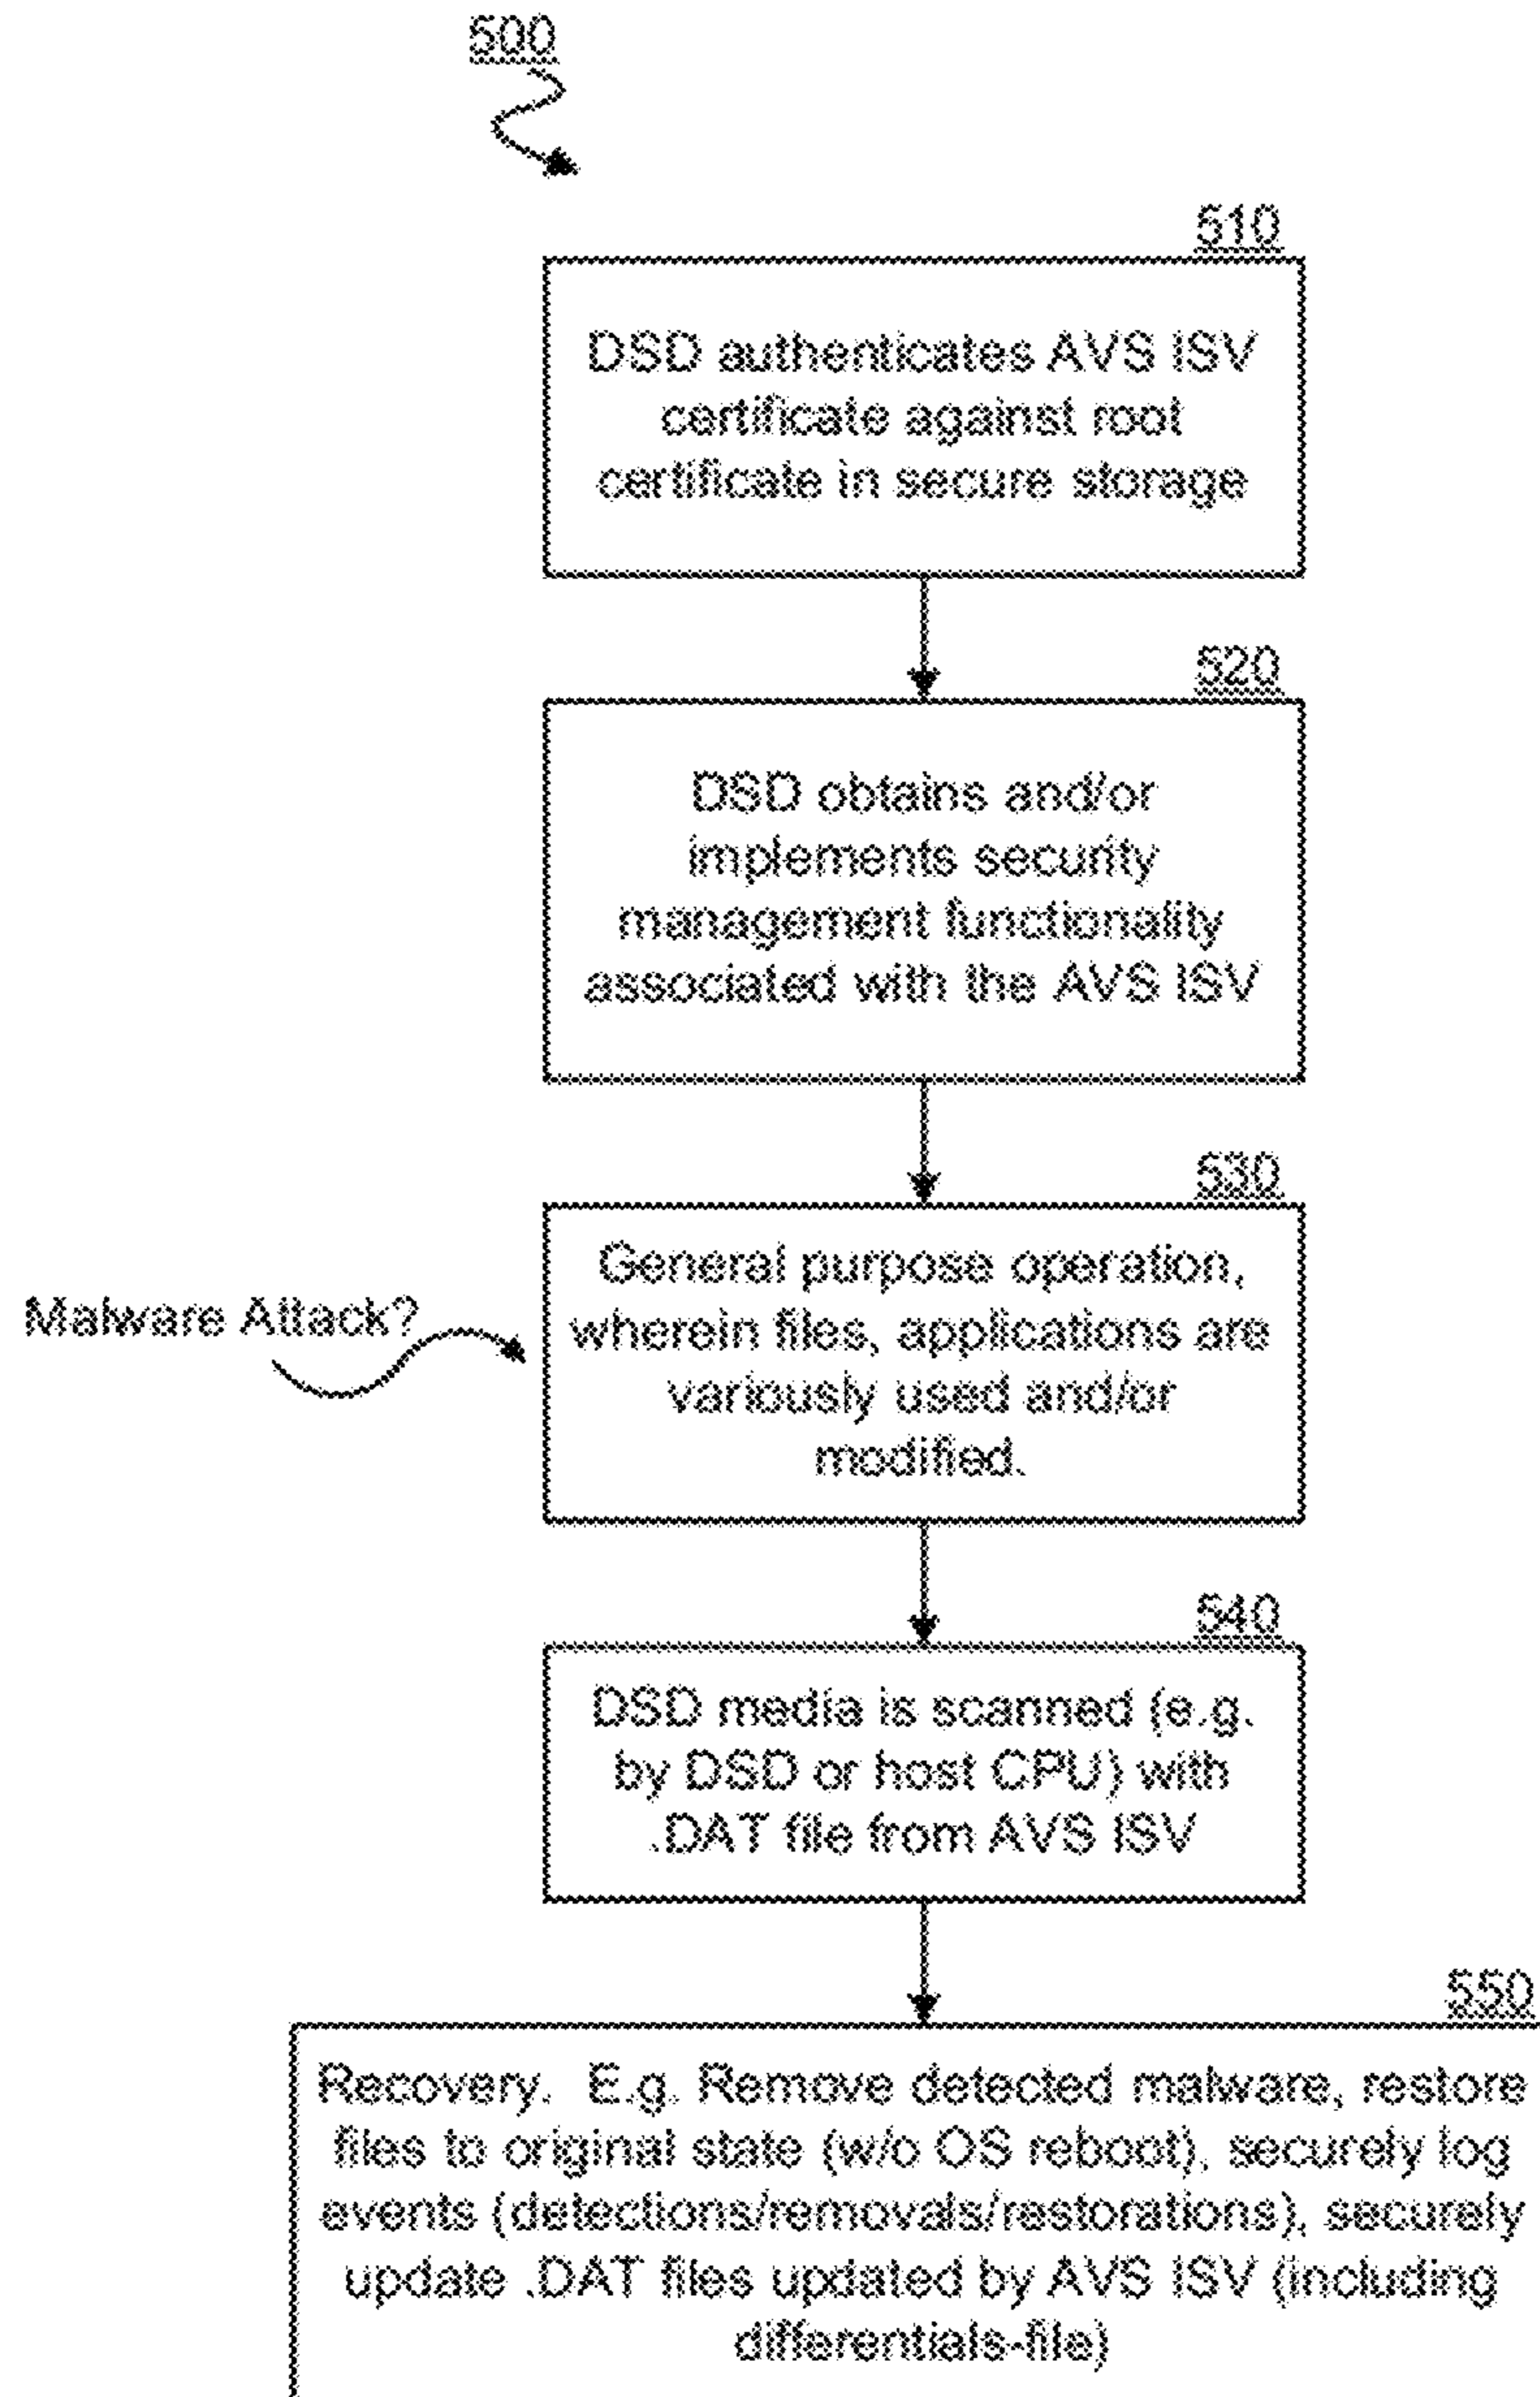 500
510
DSD authenticates AVS ISV
certificate against root
certificate in secure storage
520
DSD obtains and/or
implements security
management functionality
associated with the AVS ISV
530
General purpose operation,
wherein files, applications are
variously used and/or
modified.
Malware Attack?
540
DSD media is scanned (e.g.
by DSD or host CPU) with
.DAT file from AVS ISV
550
Recovery.  E.g. Remove detected malware, restore
files to original state (w/o OS reboot), securely log
events (detections/removals/restorations), securely
update .DAT files updated by AVS ISV (including
differentials-file)